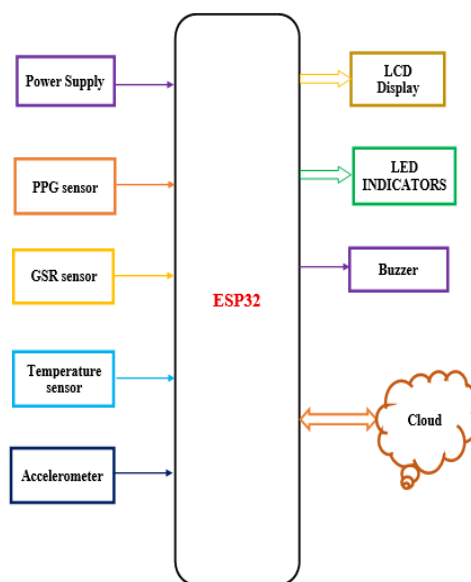 Power Supply
PPG sensor
GSR sensor
Temperature
sensor
Accelerometer
ESP32
LCD
Display
LED
INDICATORS
Buzzer
Cloud